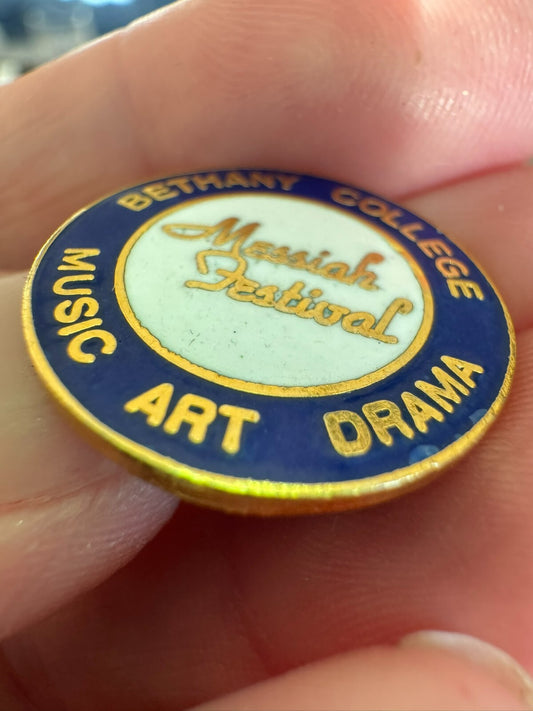 BETHANY COLLEGE
Messiah
Festival
MUSIC ART DRAMA